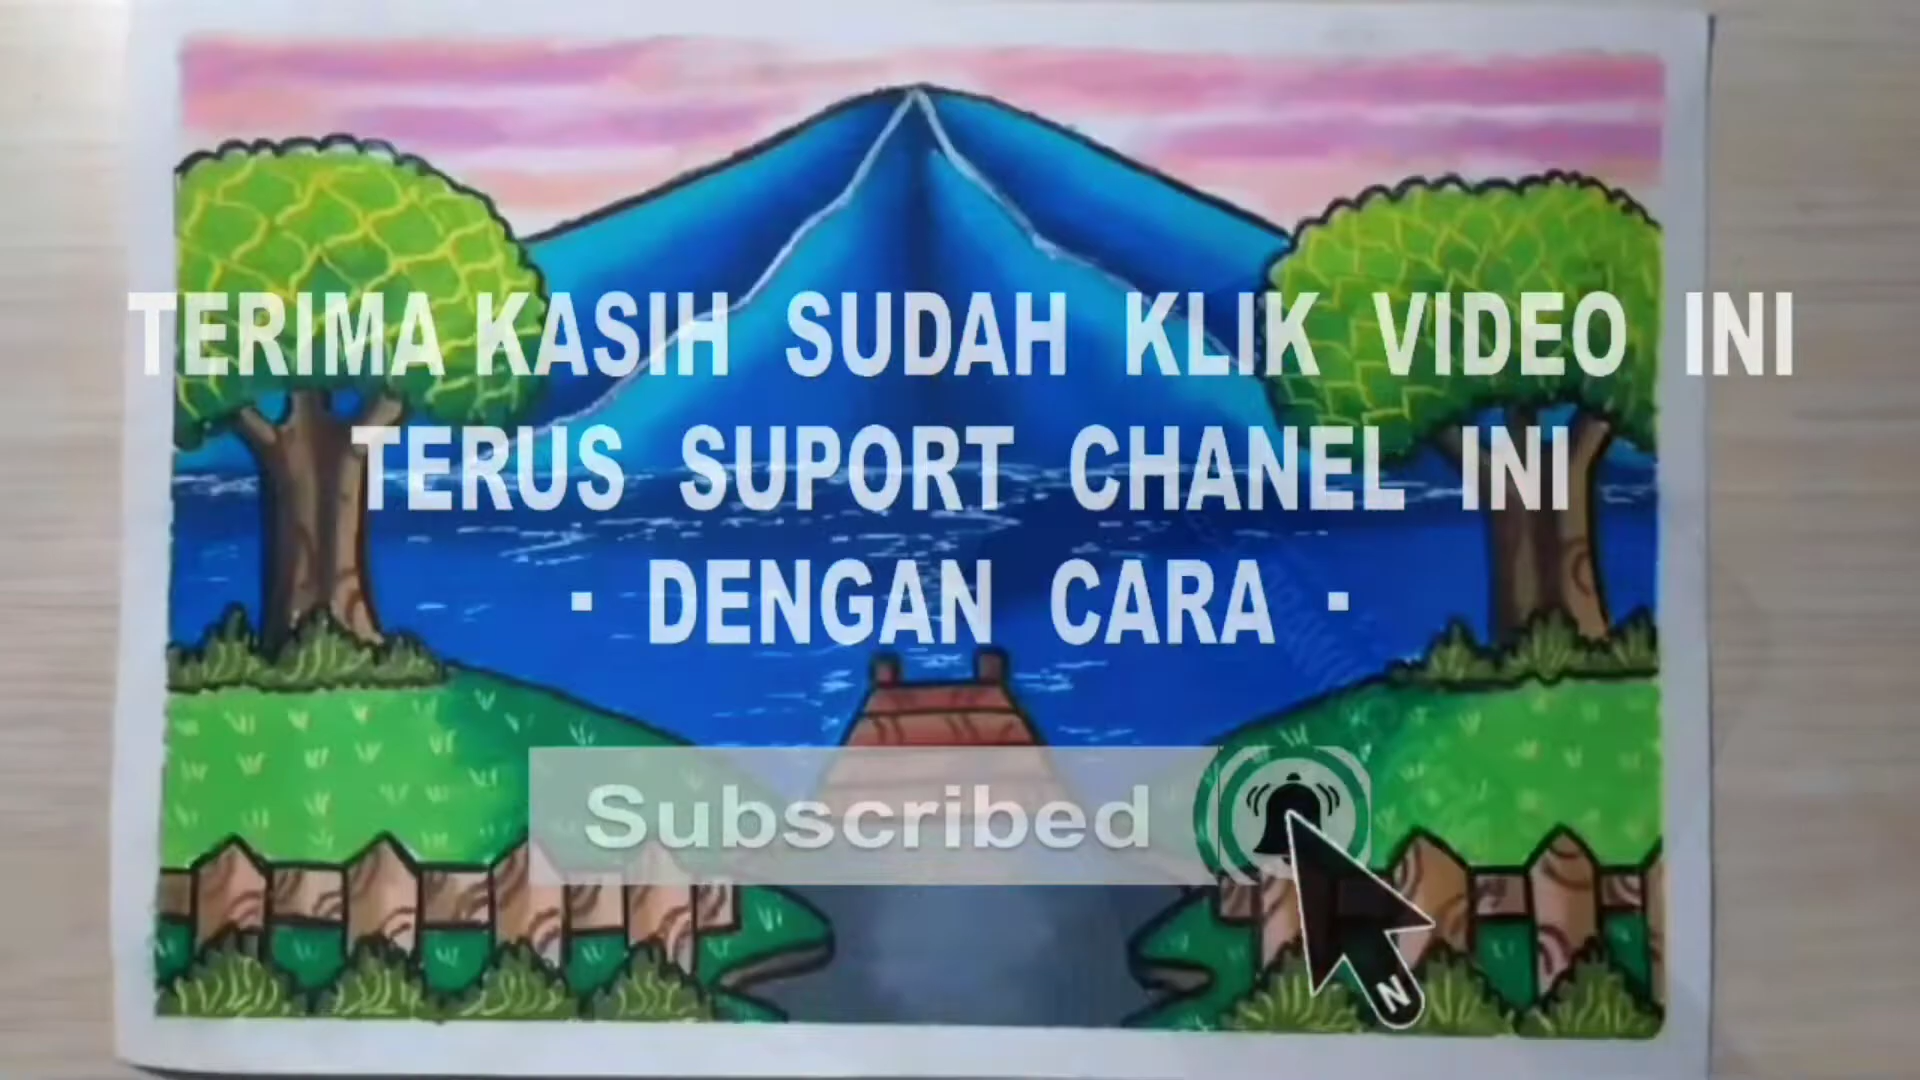 TERIMA KASIH SUDAH KLIK VIDEO INI
TERUS SUPORT CHANEL INI
- DENGAN CARA -
Subscribed
N